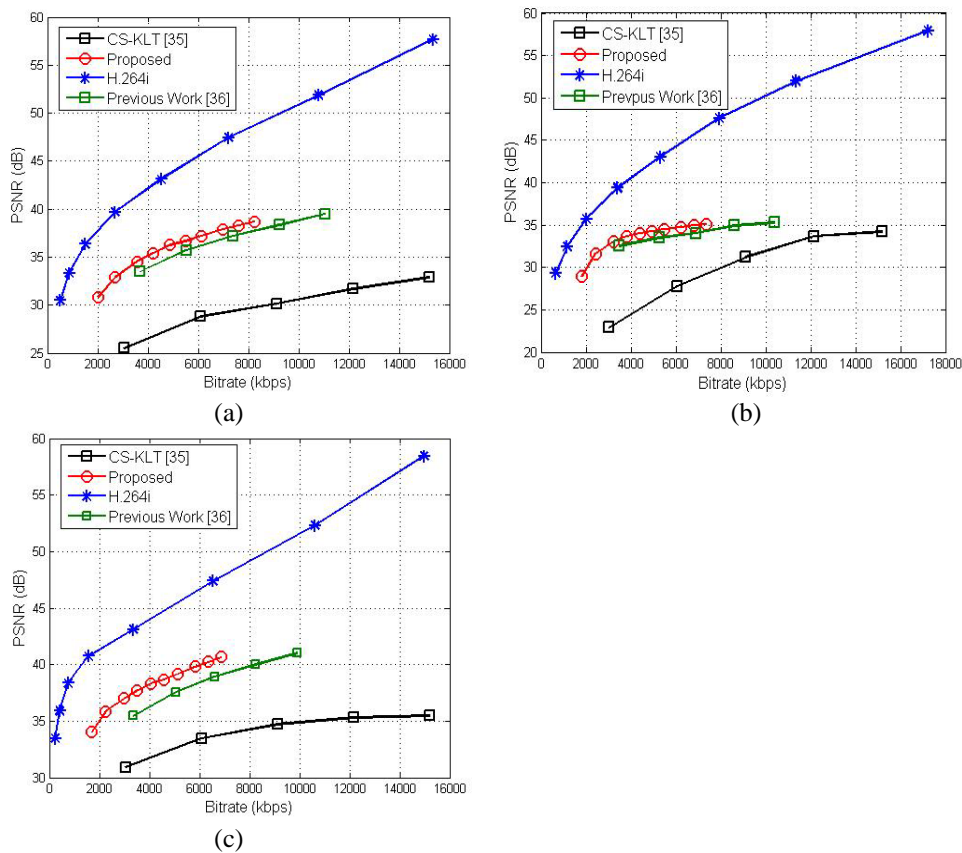 60
55
50
45
40
35
30
25
PSNR (dB)
CS-KLT [35]
Proposed
H.264i
Previous Work [36]
0 2000 4000 6000 8000 10000 12000 14000 16000
Bitrate (kbps)
(a)
60
55
50
45
40
35
30
25
20
PSNR (dB)
CS-KLT [35]
Proposed
H.264i
Prevpus Work [36]
0 2000 4000 6000 8000 10000 12000 14000 16000 18000
Bitrate (kbps)
(b)
60
55
50
45
40
35
30
PSNR (dB)
CS-KLT [35]
Proposed
H.264i
Previous Work [36]
0 2000 4000 6000 8000 10000 12000 14000 16000
Bitrate (kbps)
(c)